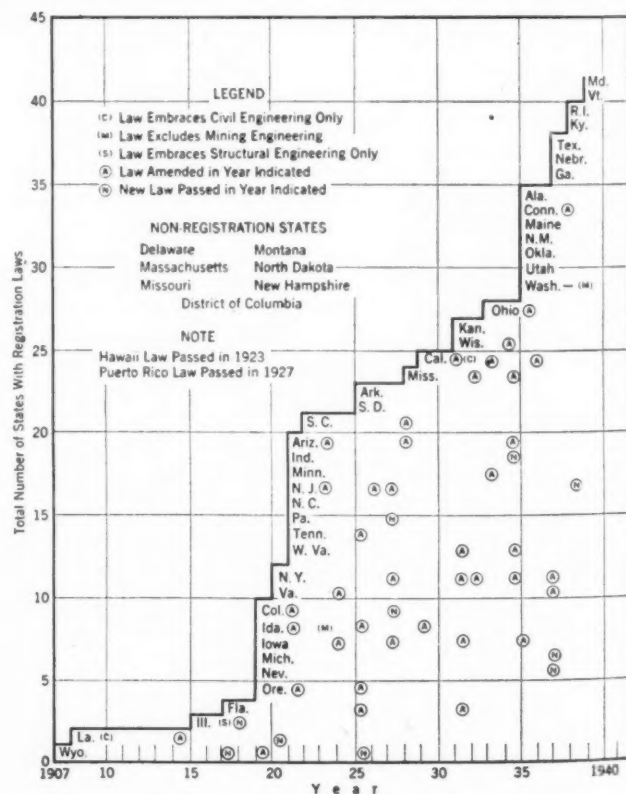 45
40
35
30
25
20
15
10
5
0
Total Number of States With Registration Laws
LEGEND
(C) Law Embraces Civil Engineering Only
(M) Law Excludes Mining Engineering
(S) Law Embraces Structural Engineering Only
Ⓐ Law Amended in Year Indicated
Ⓝ New Law Passed in Year Indicated
NON-REGISTRATION STATES
Delaware Montana
Massachusetts North Dakota
Missouri New Hampshire
District of Columbia
NOTE
Hawaii Law Passed in 1923
Puerto Rico Law Passed in 1927
Md.
Vt.
R.I.
Ky.
Tex.
Nebr.
Ga.
Ala.
Conn. Ⓐ
Maine
N.M.
Okla.
Utah
Wash.— (M)
Ohio Ⓐ
Kan.
Wis. Ⓐ
Cal. Ⓐ (C) Ⓐ Ⓐ
Miss. Ⓐ Ⓐ
Ark.
S. D.
S. C. Ⓐ
Ariz. Ⓐ Ⓐ Ⓐ
Ind. Ⓝ
Minn. Ⓐ
N. J. Ⓐ Ⓐ Ⓐ Ⓝ
N. C.
Pa. Ⓝ
Tenn. Ⓐ
W. Va. Ⓐ Ⓐ
N. Y. Ⓐ Ⓐ Ⓐ Ⓐ Ⓐ
Va. Ⓐ Ⓐ
Col. Ⓐ Ⓝ
Ida. Ⓐ (M) Ⓐ Ⓐ
Iowa Ⓐ Ⓐ Ⓐ Ⓐ
Mich. Ⓝ
Nev. Ⓝ
Ore. Ⓐ Ⓐ
Fla. Ⓐ Ⓐ
Ill. (S) Ⓝ
La. (C) Ⓐ Ⓝ
Wyo. Ⓝ Ⓐ Ⓝ
1907 10 15 20 25 30 35 1940
Year